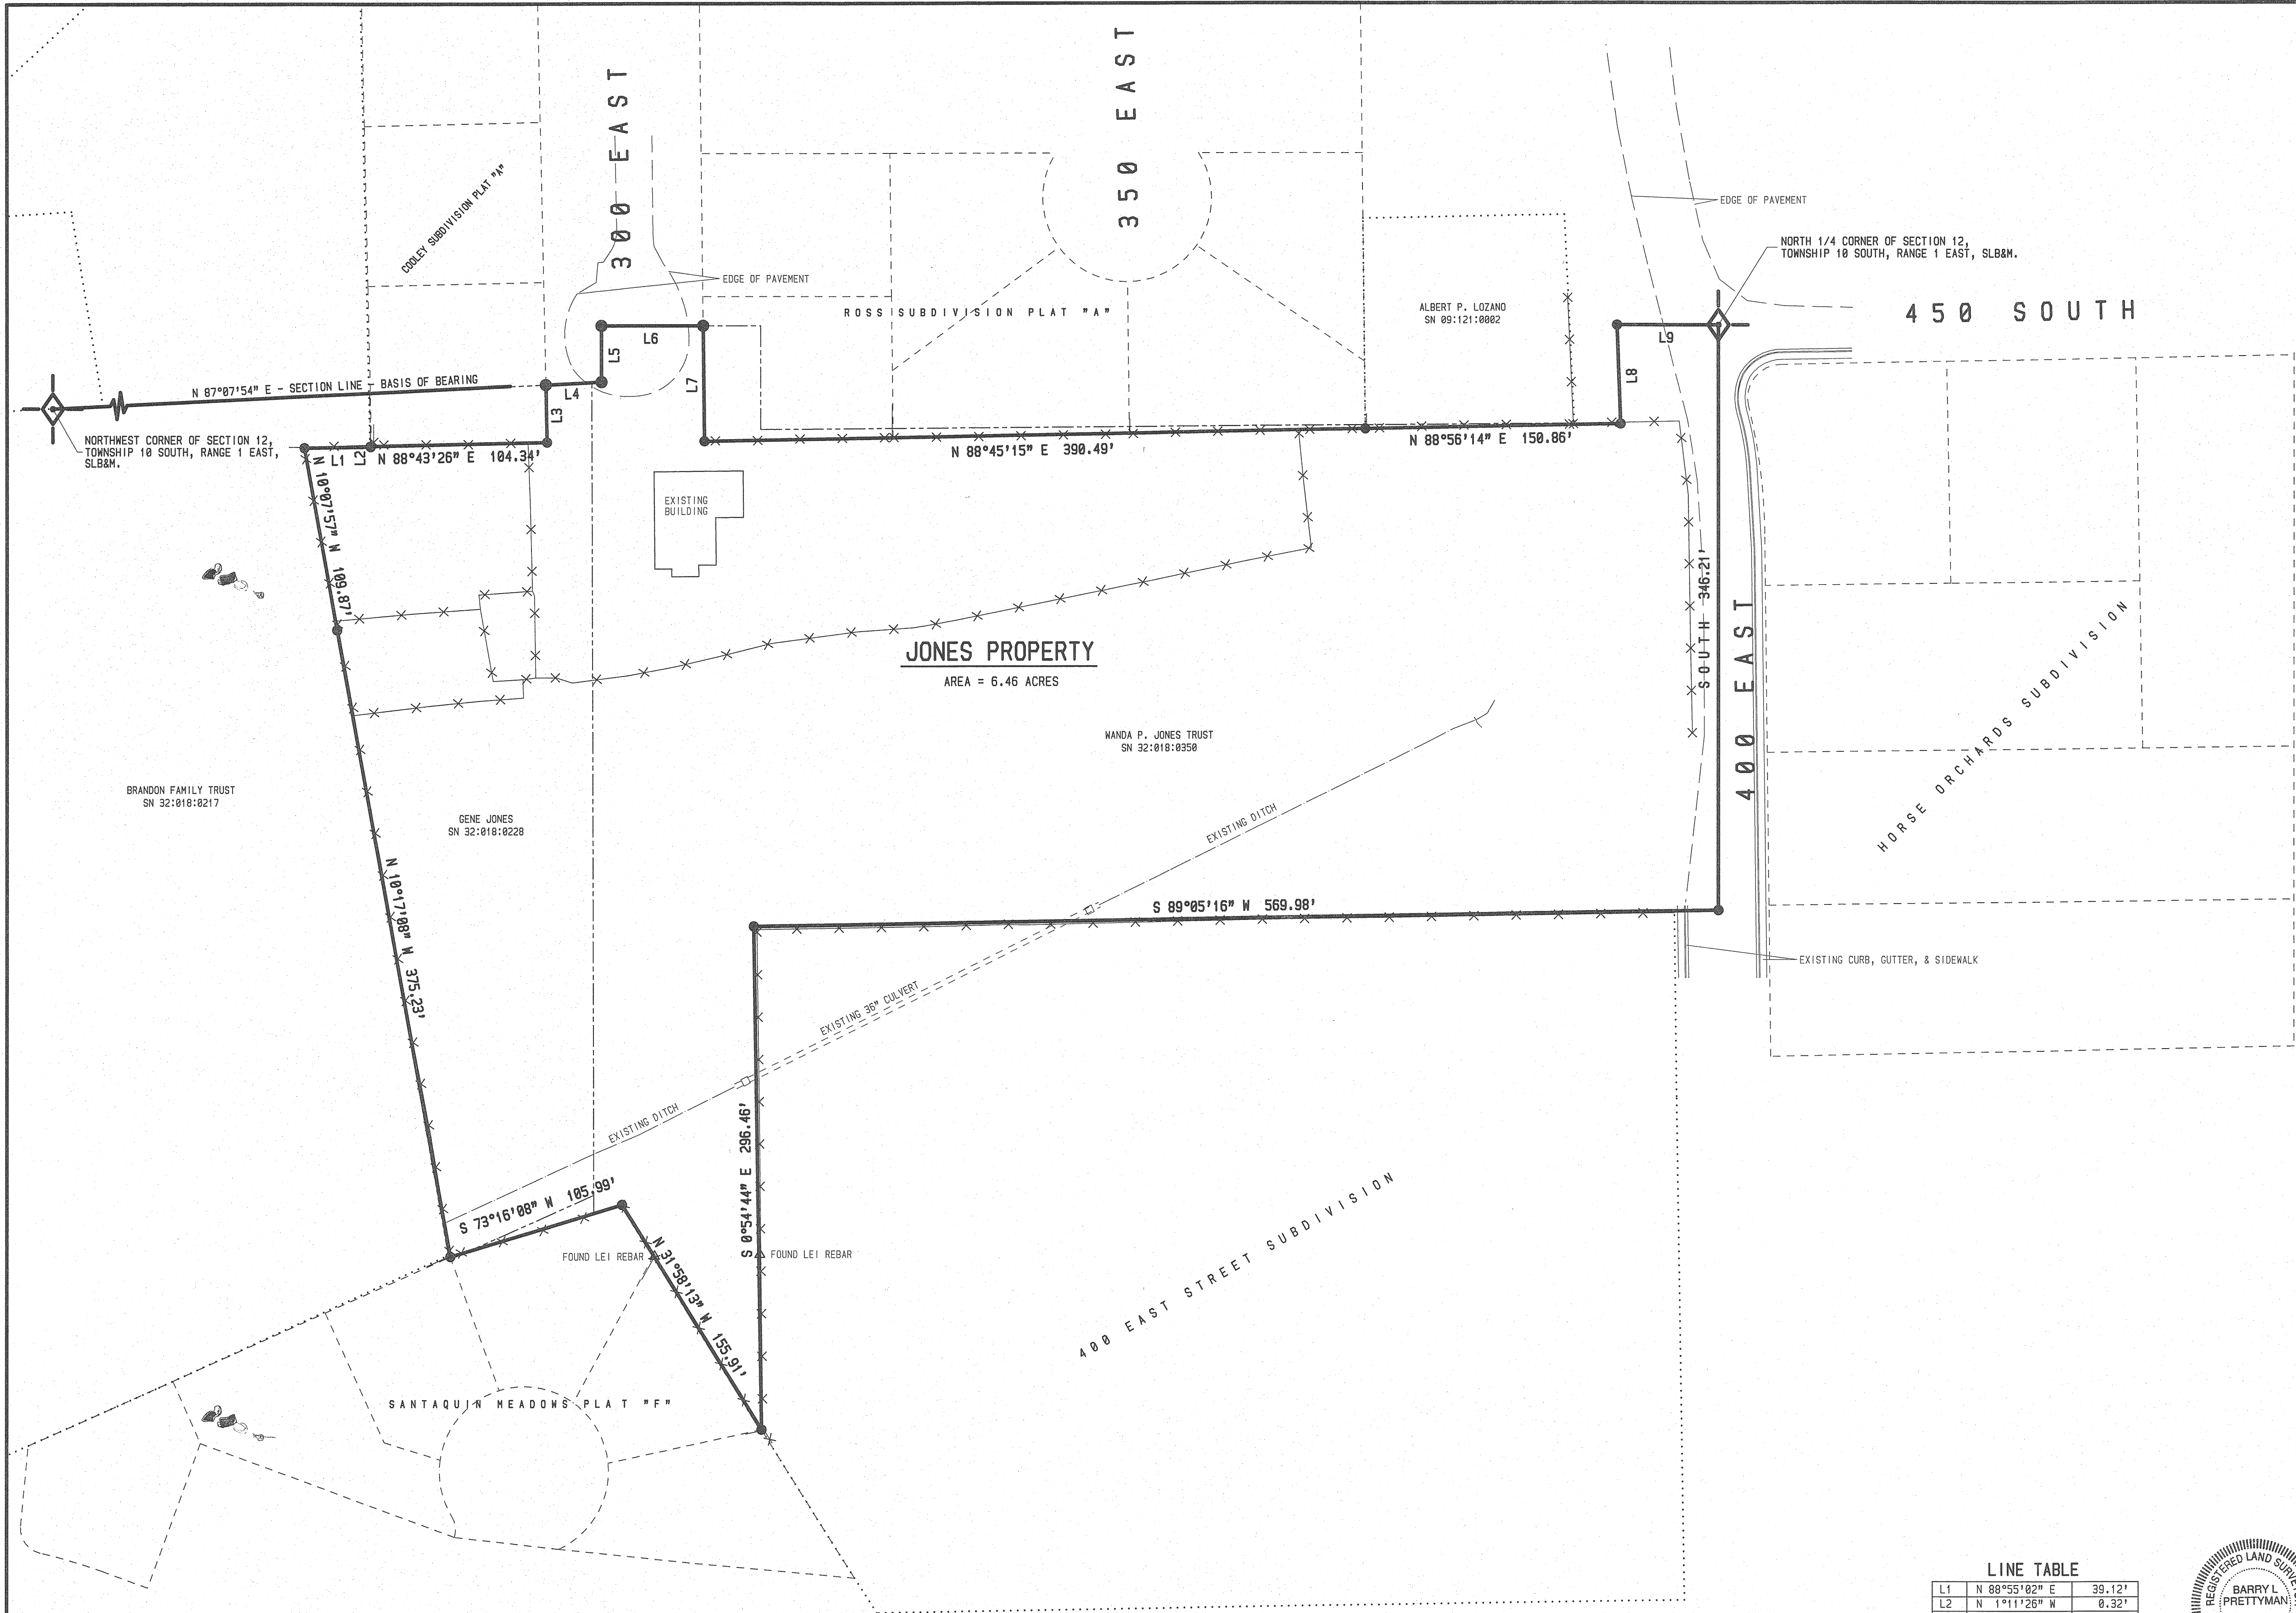 300 EAST
350 EAST
COOLEY SUBDIVISION PLAT "A"
EDGE OF PAVEMENT
EDGE OF PAVEMENT
NORTH 1/4 CORNER OF SECTION 12,
TOWNSHIP 10 SOUTH, RANGE 1 EAST, SLB&M.
450 SOUTH
ROSS SUBDIVISION PLAT "A"
ALBERT P. LOZANO
SN 09:121:0002
L6
L5
L9
L8
L7
L4
L3
N 87°07'54" E - SECTION LINE - BASIS OF BEARING
NORTHWEST CORNER OF SECTION 12,
TOWNSHIP 10 SOUTH, RANGE 1 EAST,
SLB&M.
L1
L2
N 88°43'26" E 104.34'
N 88°45'15" E 390.49'
N 88°56'14" E 150.86'
N 10°07'57" W 109.87'
EXISTING
BUILDING
SOUTH 346.21'
400 EAST
HORSE ORCHARDS SUBDIVISION
JONES PROPERTY
AREA = 6.46 ACRES
WANDA P. JONES TRUST
SN 32:018:0350
BRANDON FAMILY TRUST
SN 32:018:0217
GENE JONES
SN 32:018:0228
EXISTING DITCH
N 10°17'08" W 375.23'
S 89°05'16" W 569.98'
EXISTING CURB, GUTTER, & SIDEWALK
EXISTING 36" CULVERT
EXISTING DITCH
S 0°54'44" E 296.46'
S 73°16'08" W 105.99'
FOUND LEI REBAR
FOUND LEI REBAR
N 31°58'13" W 155.91'
400 EAST STREET SUBDIVISION
SANTAQUIN MEADOWS PLAT "F"
LINE TABLE
L1 N 88°55'02" E 39.12'
L2 N 1°11'26" W 0.32'
REGISTERED LAND
BARRY L
PRETTYMAN